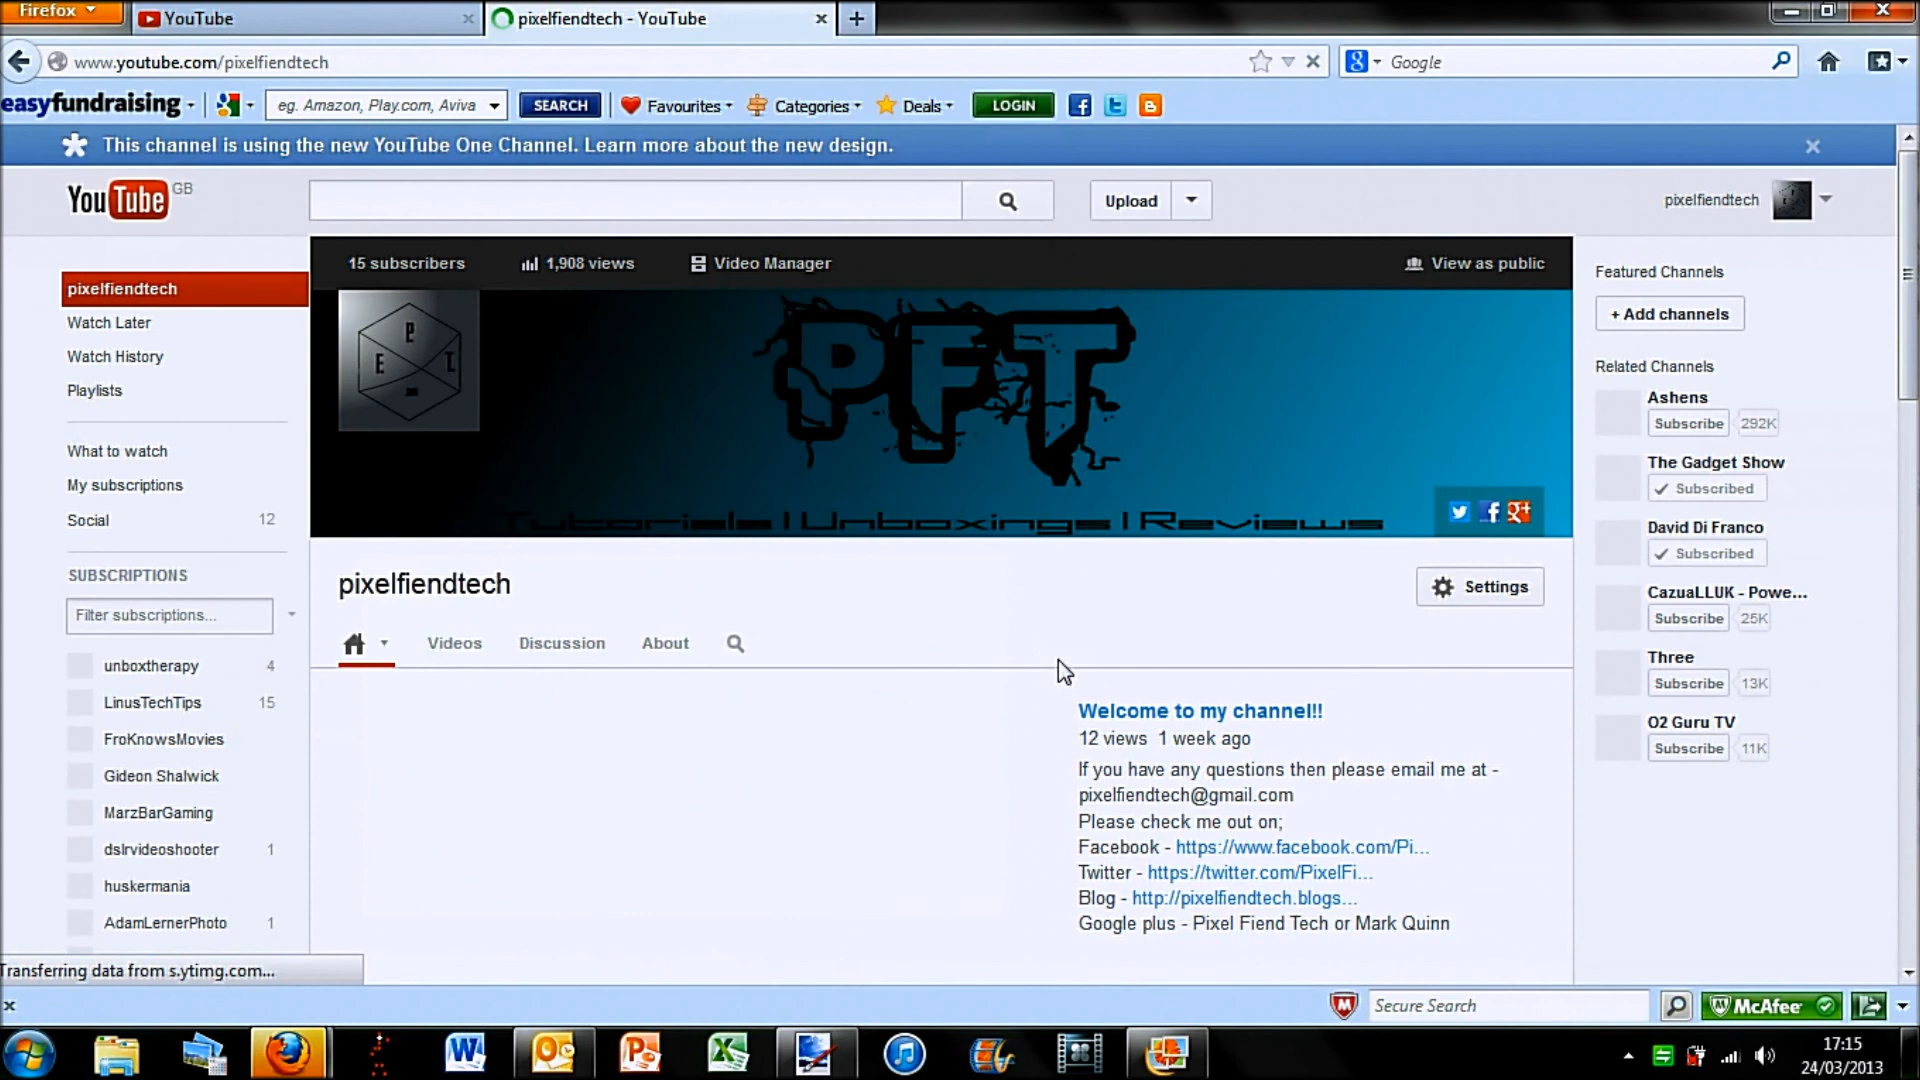 Firefox
YouTube
pixelfiendtech - YouTube
www.youtube.com/pixelfiendtech
Google
easyfundraising
eg. Amazon, Play.com, Aviva
SEARCH
Favourites
Categories
Deals
LOGIN
This channel is using the new YouTube One Channel. Learn more about the new design.
YouTube GB
Upload
pixelfiendtech
15 subscribers
1,908 views
Video Manager
View as public
PFT
Tutorials | Unboxings | Reviews
pixelfiendtech
Watch Later
Watch History
Playlists
What to watch
My subscriptions
Social 12
SUBSCRIPTIONS
Filter subscriptions...
unboxtherapy 4
LinusTechTips 15
FroKnowsMovies
Gideon Shalwick
MarzBarGaming
dslrvideoshooter 1
huskermania
AdamLernerPhoto 1
pixelfiendtech
Settings
Videos
Discussion
About
Welcome to my channel!!
12 views 1 week ago
If you have any questions then please email me at -
pixelfiendtech@gmail.com
Please check me out on;
Facebook - https://www.facebook.com/Pi...
Twitter - https://twitter.com/PixelFi...
Blog - http://pixelfiendtech.blogs...
Google plus - Pixel Fiend Tech or Mark Quinn
Featured Channels
+ Add channels
Related Channels
Ashens
Subscribe 292K
The Gadget Show
Subscribed
David Di Franco
Subscribed
CazuaLLUK - Powe...
Subscribe 25K
Three
Subscribe 13K
O2 Guru TV
Subscribe 11K
Transferring data from s.ytimg.com...
Secure Search
McAfee
17:15
24/03/2013